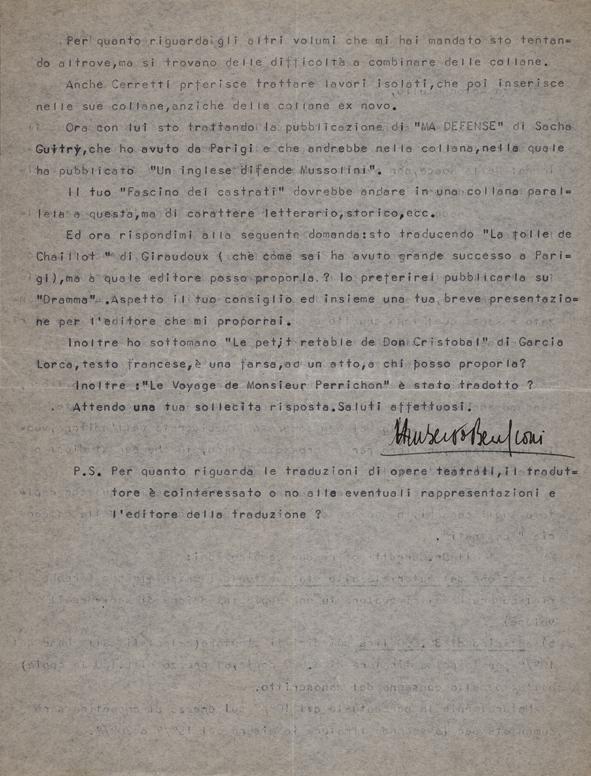 Per quanto riguarda gli altri volumi che mi hai mandato sto tentan=
do altrove,ma si trovano delle difficoltà a combinare delle collane.
Anche Cerretti prferisce trattare lavori isolati,che poi inserisce
nelle sue collane,anziche delle collane ex novo.
Ora con lui sto trattando la pubblicazione di "MA DEFENSE" di Sacha
Guitry,che ho avuto da Parigi e che andrebbe nella collana,nella quale
ha pubblicato "Un inglese difende Mussolini".
Il tuo "Fascino dei castrati" dovrebbe andare in una collana paral=
lela a questa,ma di carattere letterario,storico,ecc.
Ed ora rispondimi alla seguente domanda:sto traducendo "La folle de
Chaillot " di Giraudoux ( che come sai ha avuto grande successo a Pari=
gi),ma a quale editore posso proporla ? Io preferirei pubblicarla su
"Dramma" .Aspetto il tuo consiglio ed insieme una tua breve presentazio=
ne per l'editore che mi proporrai.
Inoltre ho sottomano "Le petit retable de Don Cristobal" di Garcia
Lorca,testo francese,è una farsa,ad un atto,a chi posso proporla?
Inoltre :"Le Voyage de Monsieur Perrichon" è stato tradotto ?
Attendo una tua sollecita risposta.Saluti affettuosi.
P.S. Per quanto riguarda le traduzioni di opere teatrali,il tradut=
tore è cointeressato o no alle eventuali rappresentazioni e
l'editore della traduzione ?